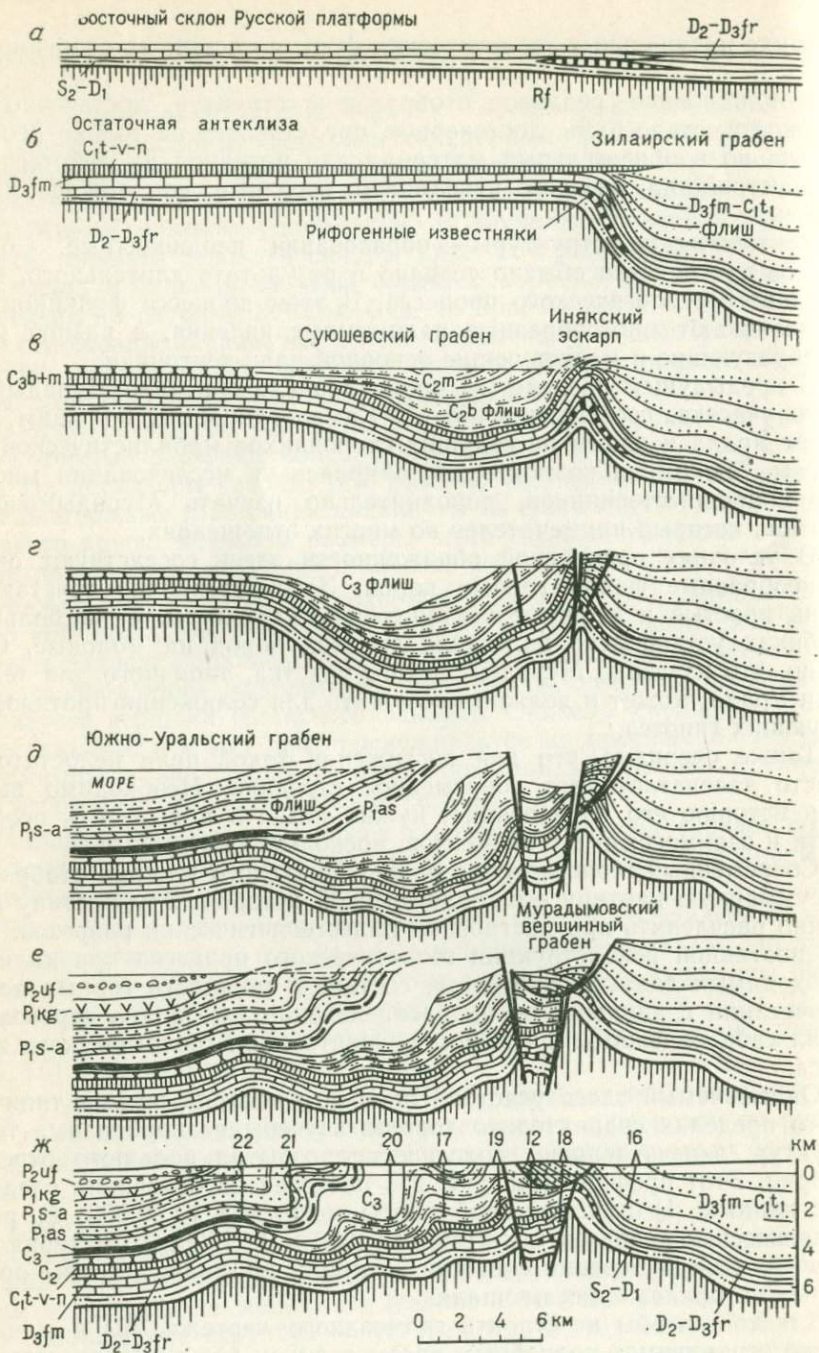 Восточный склон Русской платформы
а
D₂–D₃fr
S₂–D₁
Rf
Остаточная антеклиза
б
C₁t-v-n
Зилаирский грабен
D₃fm
D₂–D₃fr
Рифогенные известняки
D₃fm–C₁t₁
флиш
Инякский
эскарп
Суюшевский грабен
в
C₃b+m
C₂m
C₂b флиш
г
C₃ флиш
Южно-Уральский грабен
д
МОРЕ
флиш
P₁as
P₁s-a
Мурадымовский
вершинный
грабен
е
P₂uf
P₁кg
P₁s-a
ж
22 21 20 17 19 12 18 16 км
P₂uf
P₁кg
P₁s-a
P₁as
C₃
C₂
C₁t-v-n
D₃fm
D₂–D₃fr
C₃
D₃fm–C₁t₁
S₂–D₁
D₂–D₃fr
0
2
4
6
0 2 4 6 км